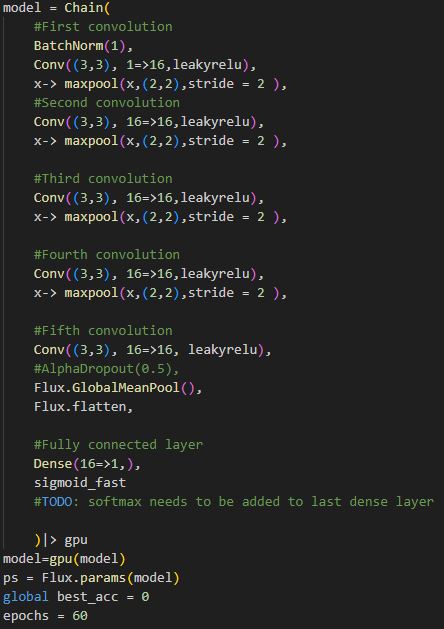 model = Chain(
#First convolution
BatchNorm(1),
Conv((3,3), 1=>16,leakyrelu),
x-> maxpool(x,(2,2),stride = 2 ),
#Second convolution
Conv((3,3), 16=>16,leakyrelu),
x-> maxpool(x,(2,2),stride = 2 ),
#Third convolution
Conv((3,3), 16=>16,leakyrelu),
x-> maxpool(x,(2,2),stride = 2 ),
#Fourth convolution
Conv((3,3), 16=>16,leakyrelu),
x-> maxpool(x,(2,2),stride = 2 ),
#Fifth convolution
Conv((3,3), 16=>16, leakyrelu),
#AlphaDropout(0.5),
Flux.GlobalMeanPool(),
Flux.flatten,
#Fully connected layer
Dense(16=>1,),
sigmoid_fast
#TODO: softmax needs to be added to last dense layer
)|> gpu
model=gpu(model)
ps = Flux.params(model)
global best_acc = 0
epochs = 60